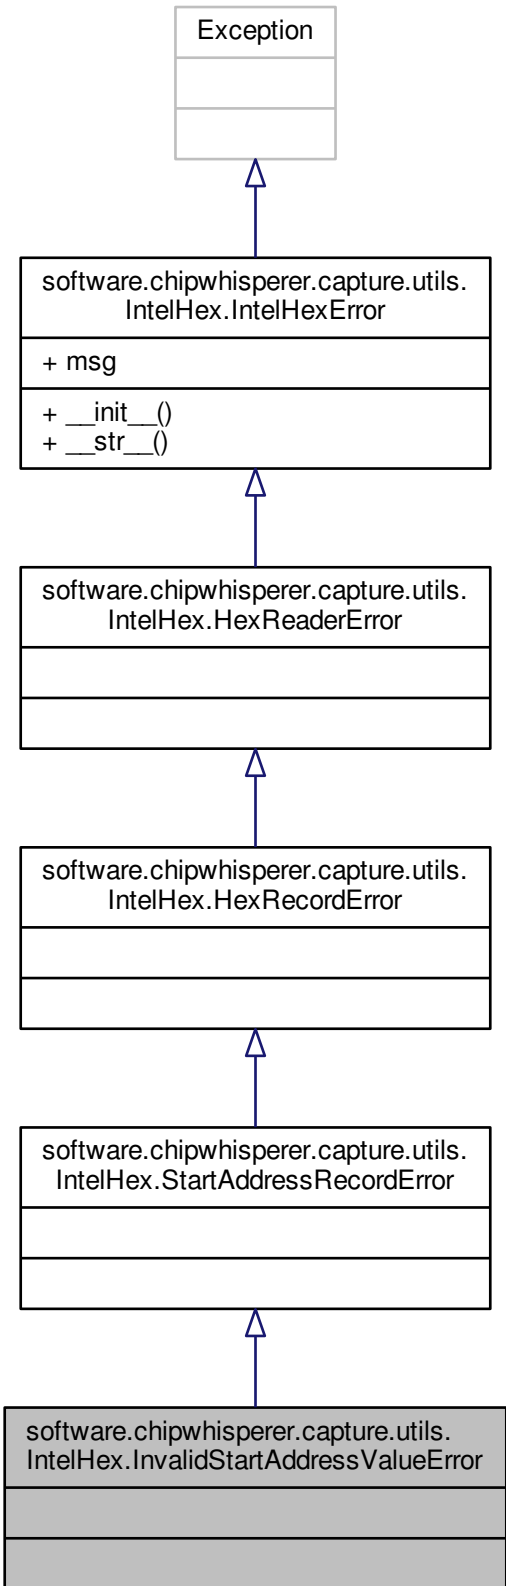 Exception
software.chipwhisperer.capture.utils.
IntelHex.IntelHexError
+ msg
+ __init__()
+ __str__()
software.chipwhisperer.capture.utils.
IntelHex.HexReaderError
software.chipwhisperer.capture.utils.
IntelHex.HexRecordError
software.chipwhisperer.capture.utils.
IntelHex.StartAddressRecordError
software.chipwhisperer.capture.utils.
IntelHex.InvalidStartAddressValueError